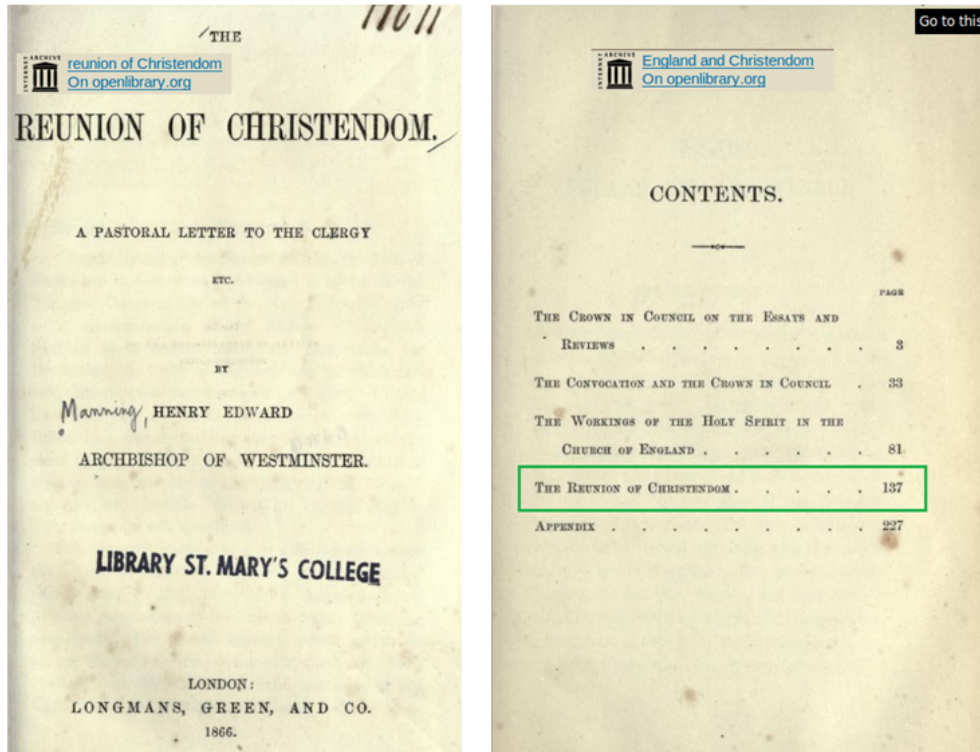 THE
INTERNET ARCHIVE
reunion of Christendom
On openlibrary.org
REUNION OF CHRISTENDOM.
A PASTORAL LETTER TO THE CLERGY
ETC.
BY
Manning, HENRY EDWARD
ARCHBISHOP OF WESTMINSTER.
LIBRARY ST. MARY'S COLLEGE
LONDON:
LONGMANS, GREEN, AND CO.
1866.
Go to this
INTERNET ARCHIVE
England and Christendom
On openlibrary.org
CONTENTS.
PAGE
THE CROWN IN COUNCIL ON THE ESSAYS AND
REVIEWS . . . . . . . 3
THE CONVOCATION AND THE CROWN IN COUNCIL . 33
THE WORKINGS OF THE HOLY SPIRIT IN THE
CHURCH OF ENGLAND . . . . . . 81
THE REUNION OF CHRISTENDOM . . . . . 137
APPENDIX . . . . . . . . 227